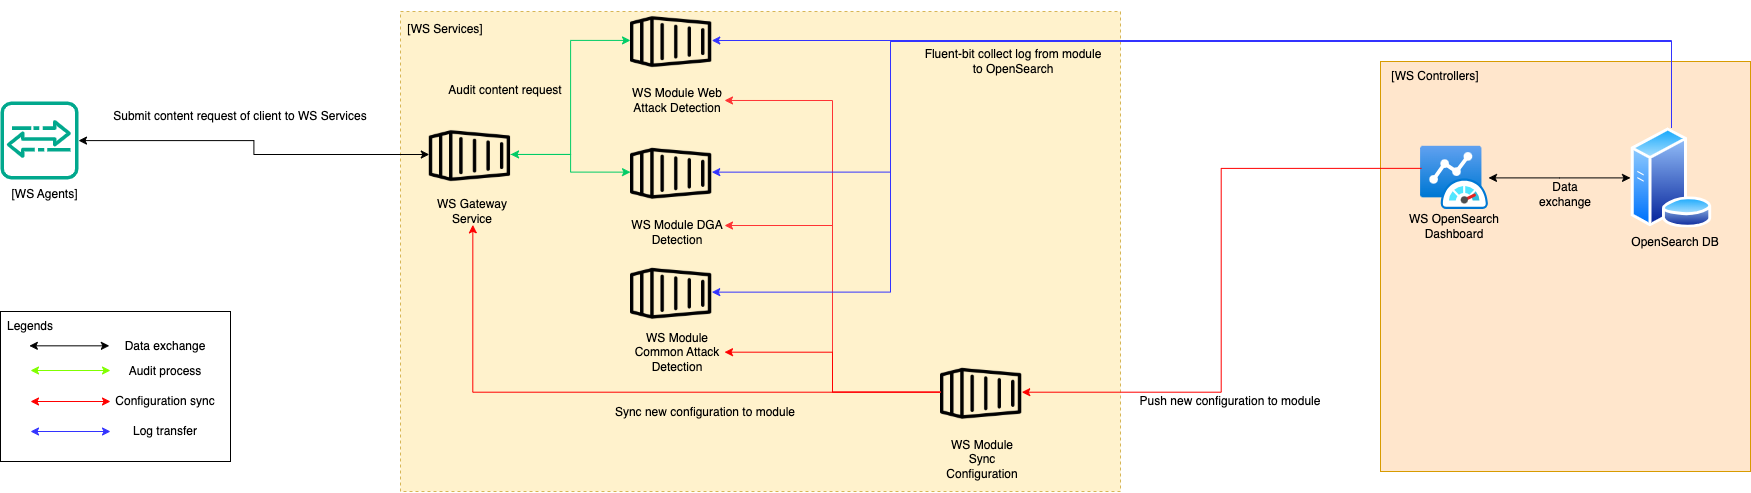 [WS Services]
Fluent-bit collect log from module
to OpenSearch
[WS Controllers]
Audit content request
WS Module Web
Attack Detection
Submit content request of client to WS Services
[WS Agents]
WS Gateway
Service
WS Module DGA
Detection
Data
exchange
WS OpenSearch
Dashboard
OpenSearch DB
WS Module
Common Attack
Detection
Legends
Data exchange
Audit process
Configuration sync
Log transfer
Sync new configuration to module
Push new configuration to module
WS Module
Sync
Configuration